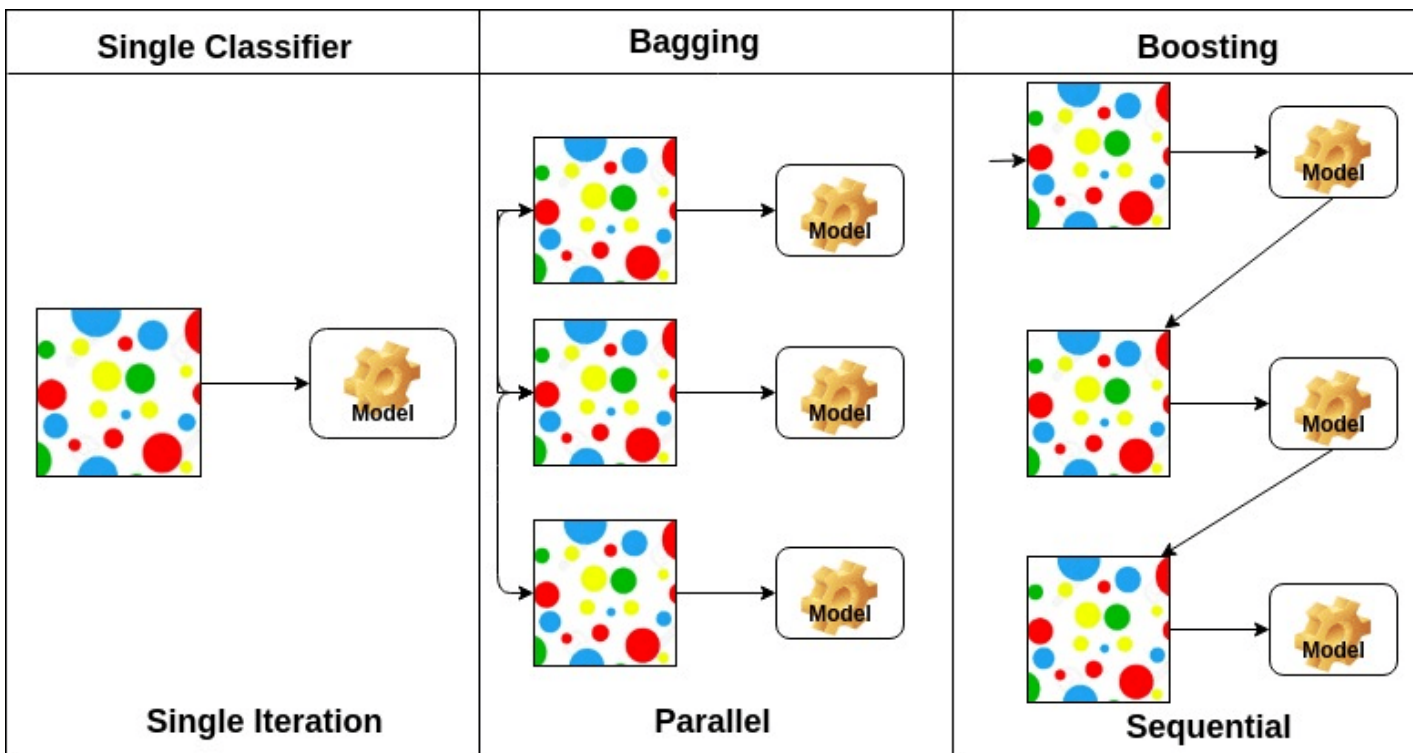 Single Classifier
Bagging
Boosting
Model
Model
Model
Model
Model
Model
Model
Single Iteration
Parallel
Sequential